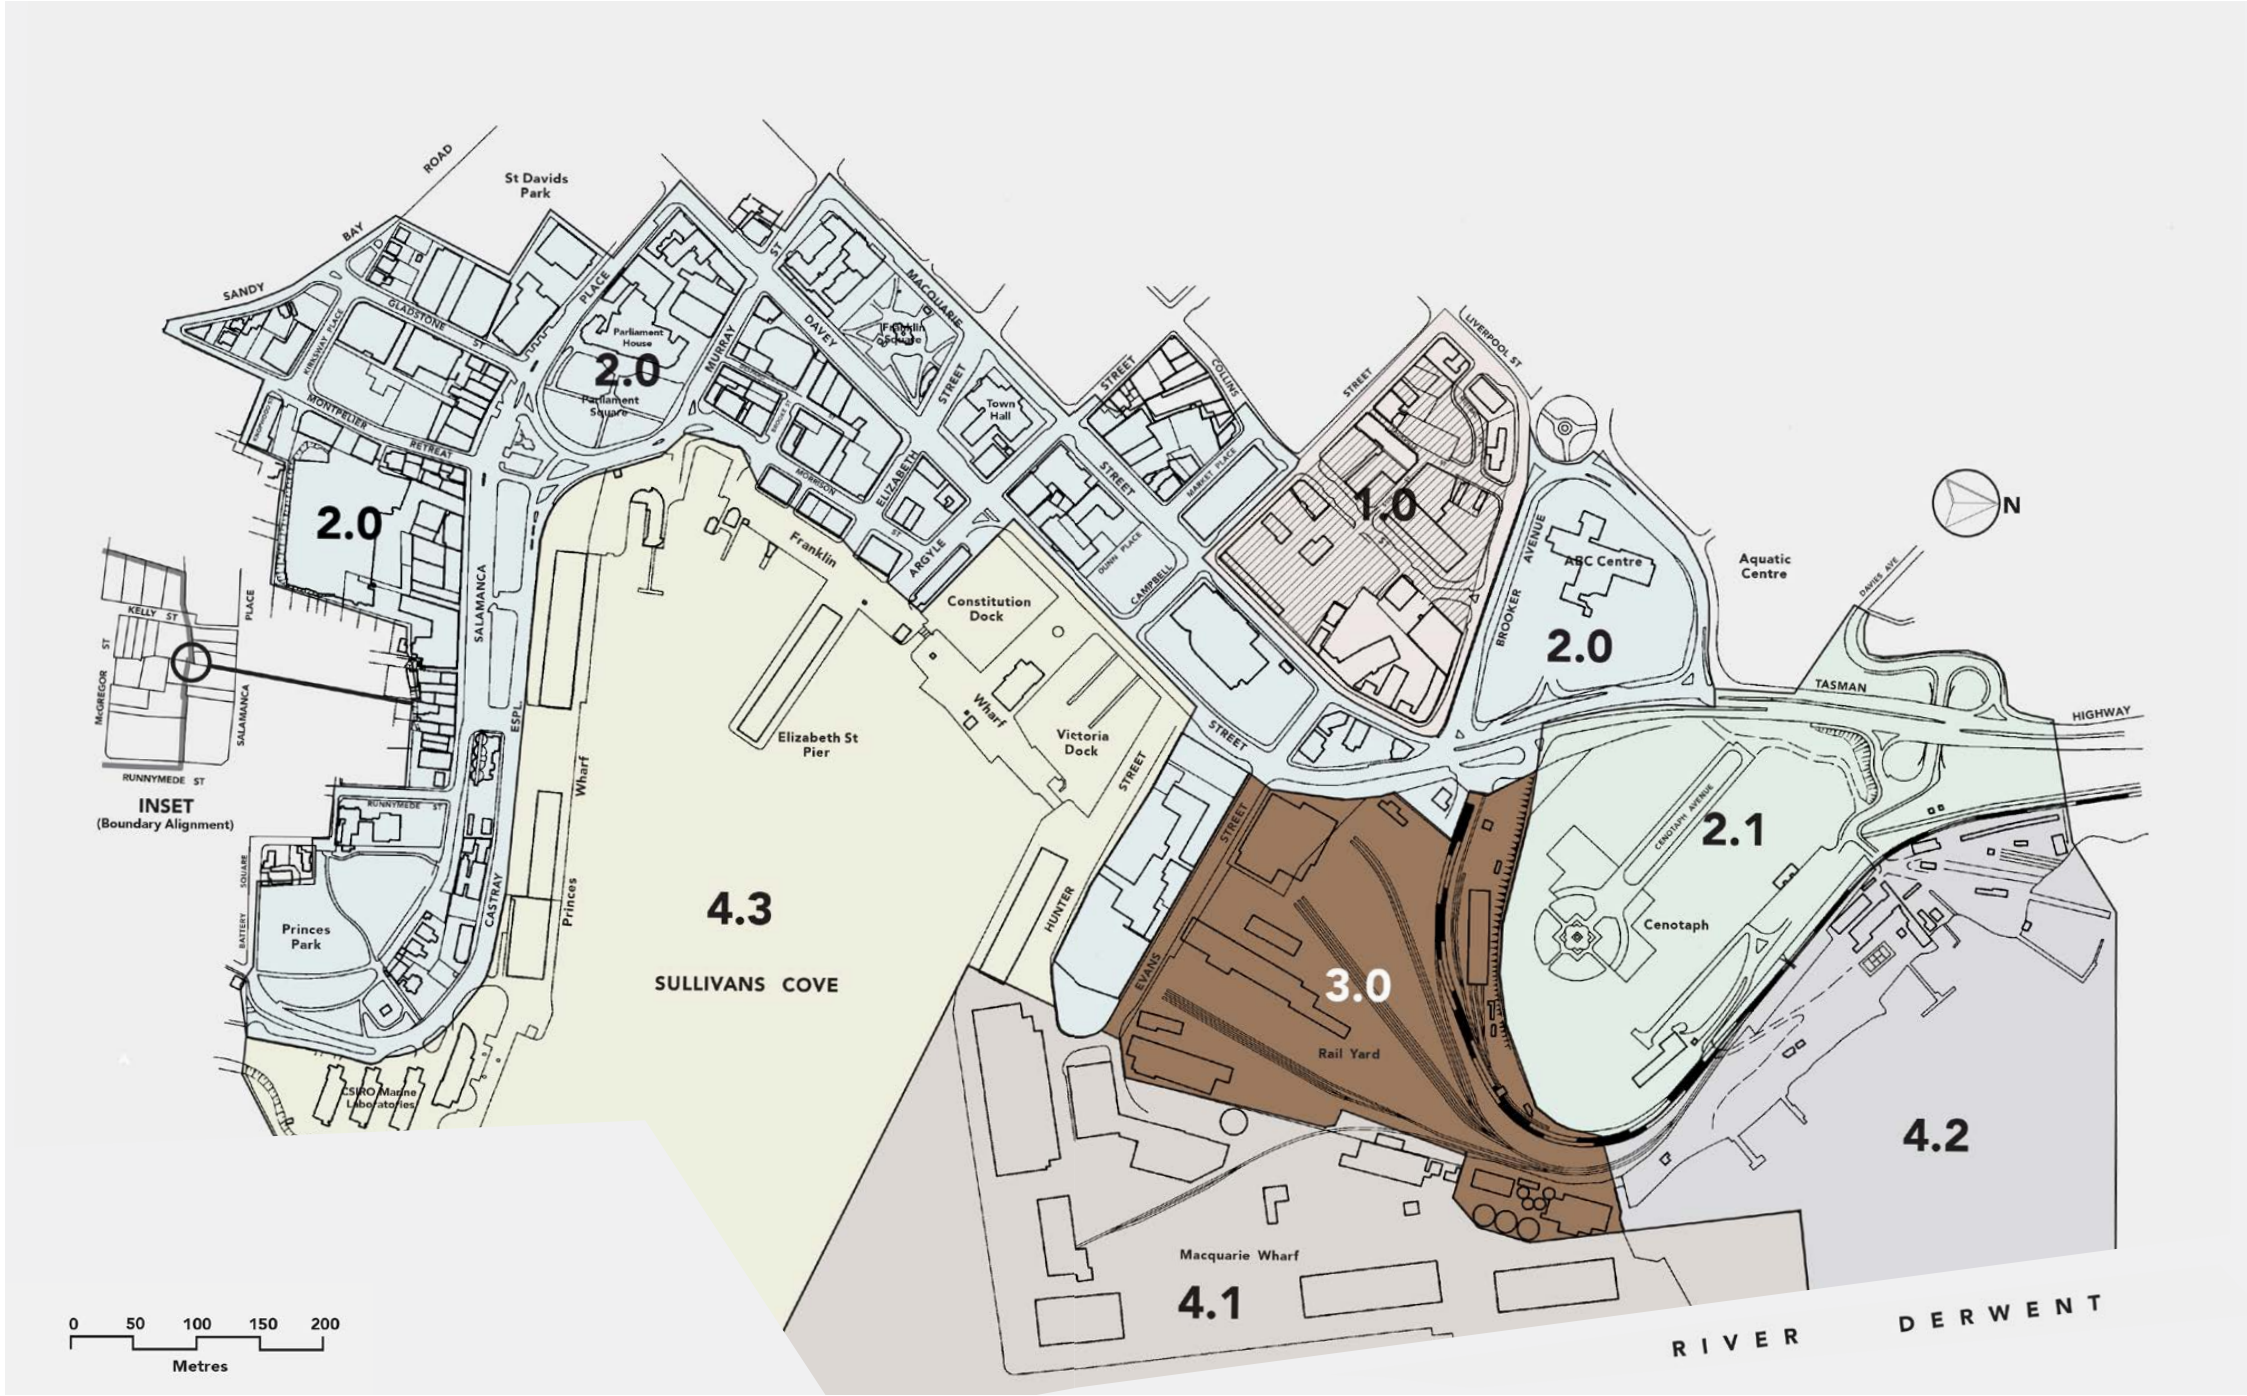 ROAD
St Davids
Park
BAY
SANDY
GLADSTONE
ST
KIRKSWAY PLACE
PLACE
Parliament
House
2.0
Parliament
Square
MURRAY
ST
DAVEY
MACQUARIE
Franklin
Square
STREET
Town
Hall
STREET
COLLINS
STREET
LIVERPOOL ST
MONTPELIER
RETREAT
2.0
BROOKE ST
MORRISON
ST
ELIZABETH
ARGYLE
STREET
MARKET PLACE
DUNN PLACE
CAMPBELL
1.0
ST
BROOKER
AVENUE
ABC Centre
2.0
Aquatic
Centre
N
DAVIES AVE
TASMAN
HIGHWAY
Franklin
Wharf
Constitution
Dock
Victoria
Dock
Elizabeth St
Pier
STREET
STREET
HUNTER
SALAMANCA
ESPL.
KELLY ST
PLACE
McGREGOR
ST
SALAMANCA
RUNNYMEDE ST
INSET
(Boundary Alignment)
RUNNYMEDE ST
BATTERY
SQUARE
Princes
Park
CASTRAY
Princes
Wharf
4.3
SULLIVANS COVE
EVANS
STREET
3.0
Rail Yard
CENOTAPH AVENUE
2.1
Cenotaph
4.2
CSIRO Marine
Laboratories
Macquarie Wharf
4.1
RIVER DERWENT
0 50 100 150 200
Metres